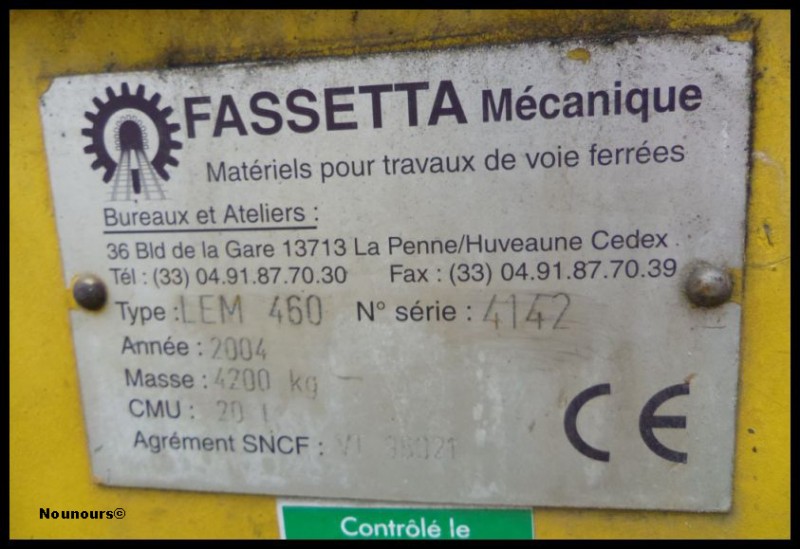 FASSETTA Mécanique
Matériels pour travaux de voie ferrées
Bureaux et Ateliers :
36 Bld de la Gare 13713 La Penne/Huveaune Cedex
Tél : (33) 04.91.87.70.30 Fax : (33) 04.91.87.70.39
Type : LEM 460 N° série : 4142
Année : 2004
Masse : 4200 kg
CMU : 20
Agrément SNCF :
CE
Nounours©
Contrôlé le